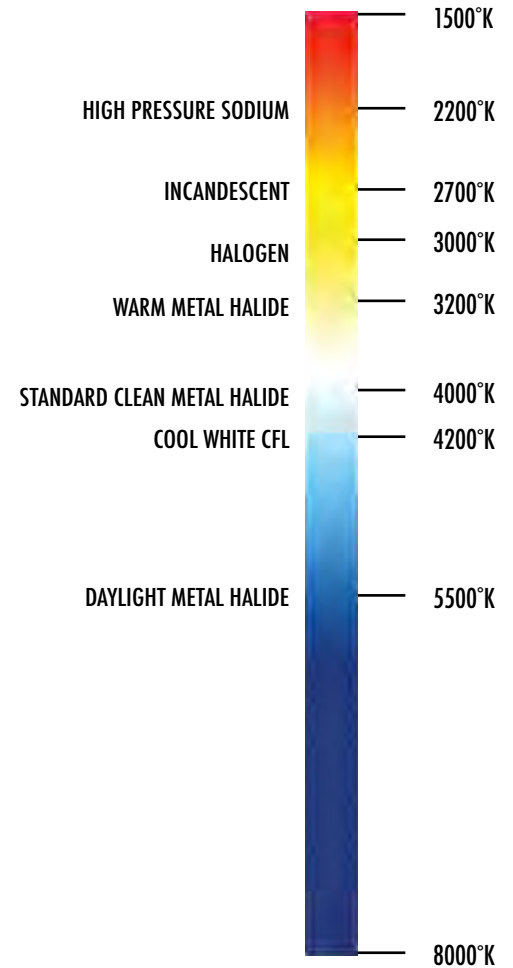 1500°K
HIGH PRESSURE SODIUM 2200°K
INCANDESCENT 2700°K
HALOGEN 3000°K
WARM METAL HALIDE 3200°K
STANDARD CLEAN METAL HALIDE 4000°K
COOL WHITE CFL 4200°K
DAYLIGHT METAL HALIDE 5500°K
8000°K